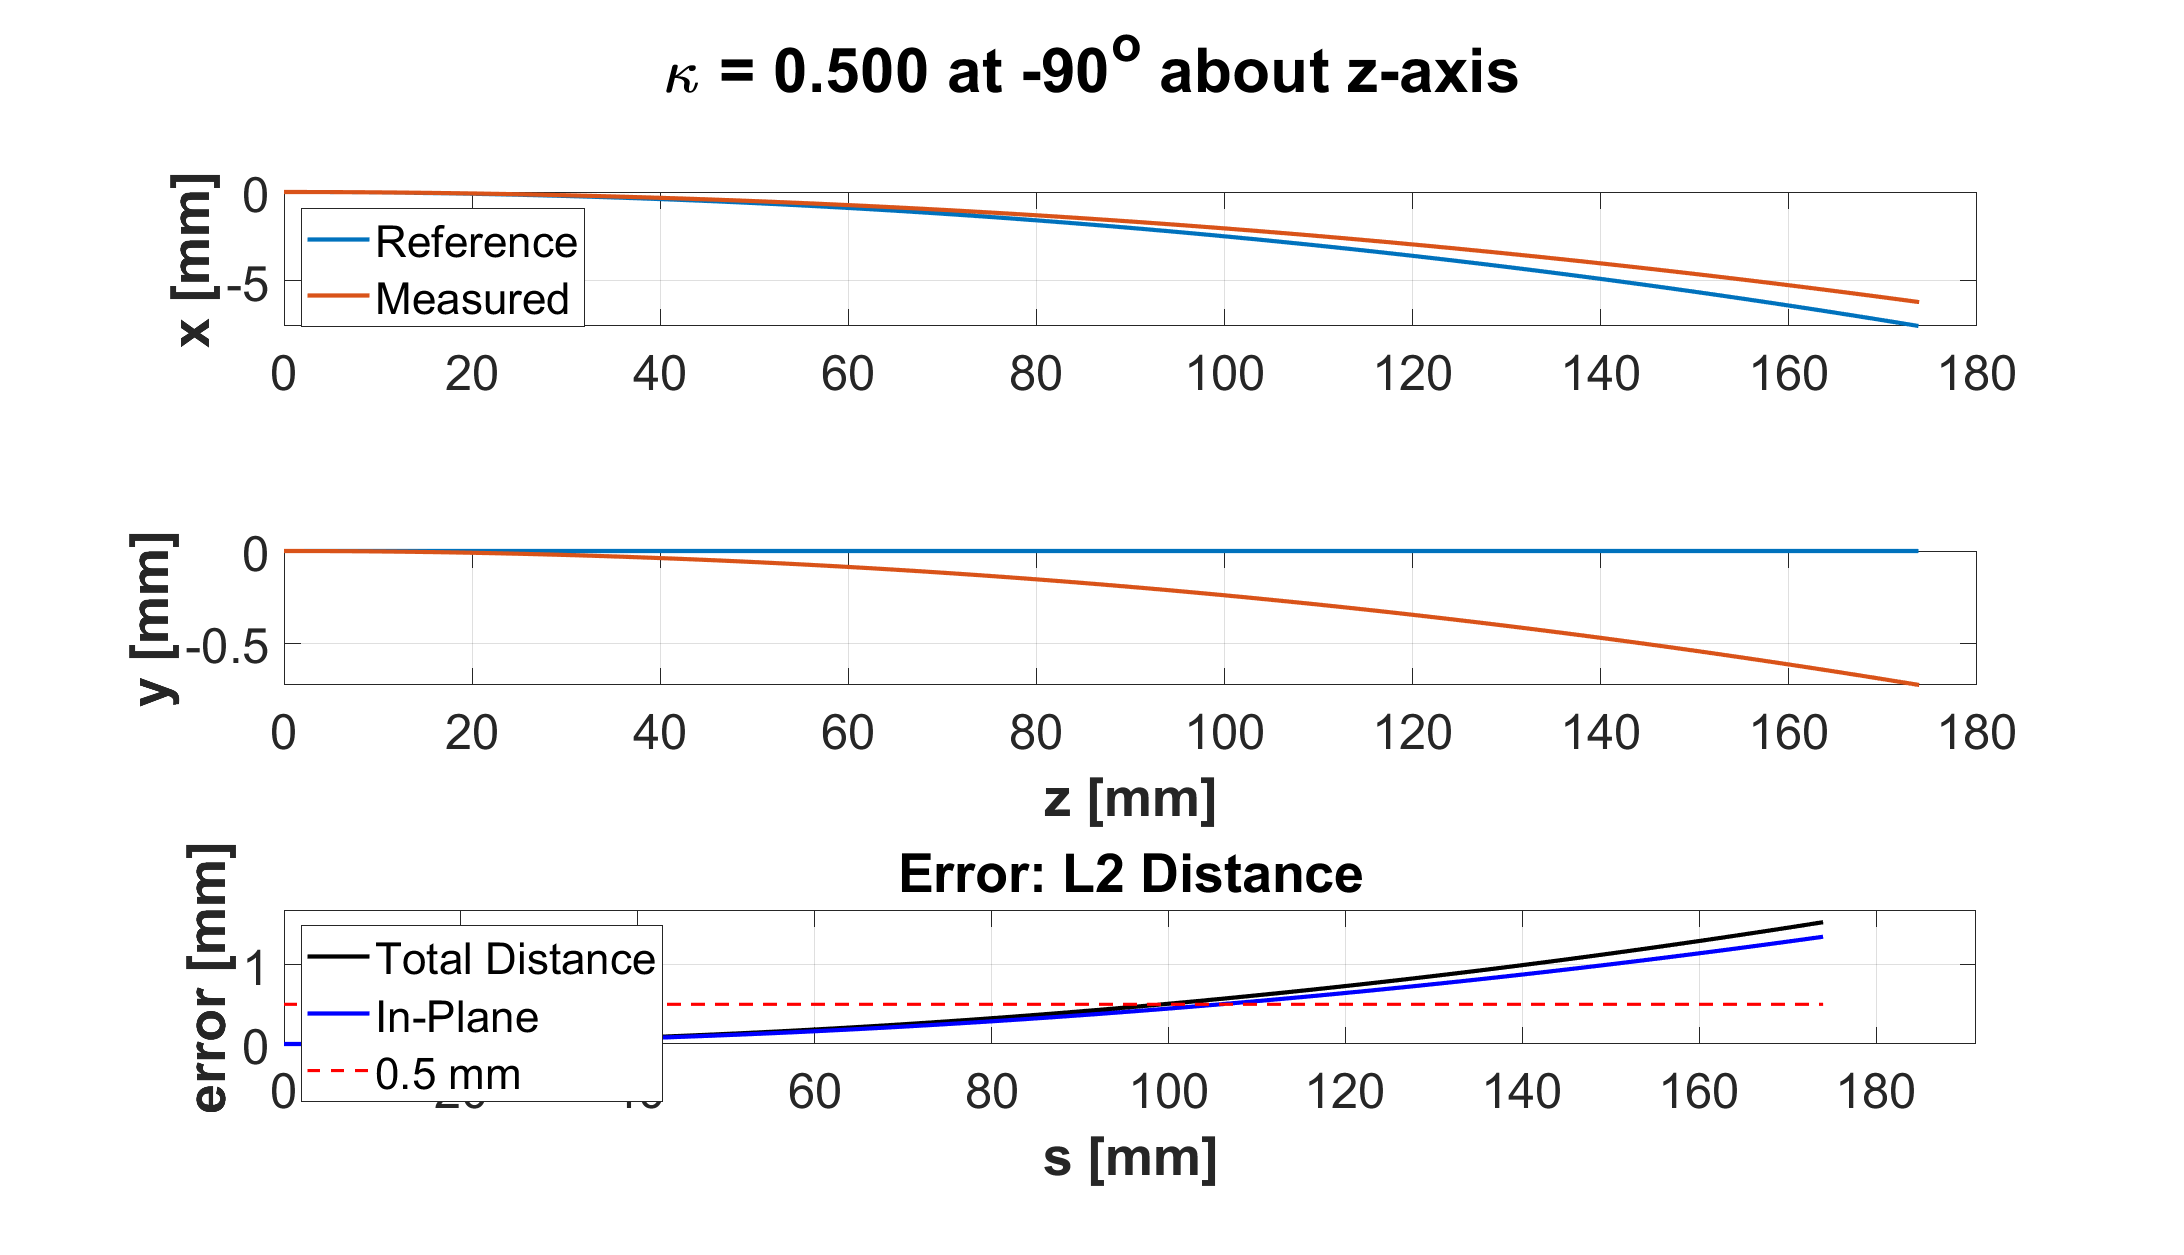 κ = 0.500 at -90° about z-axis
x [mm]
0
-5
Reference
Measured
0 20 40 60 80 100 120 140 160 180
y [mm]
0
-0.5
0 20 40 60 80 100 120 140 160 180
z [mm]
Error: L2 Distance
error [mm]
1
0
Total Distance
In-Plane
0.5 mm
0 60 80 100 120 140 160 180
s [mm]